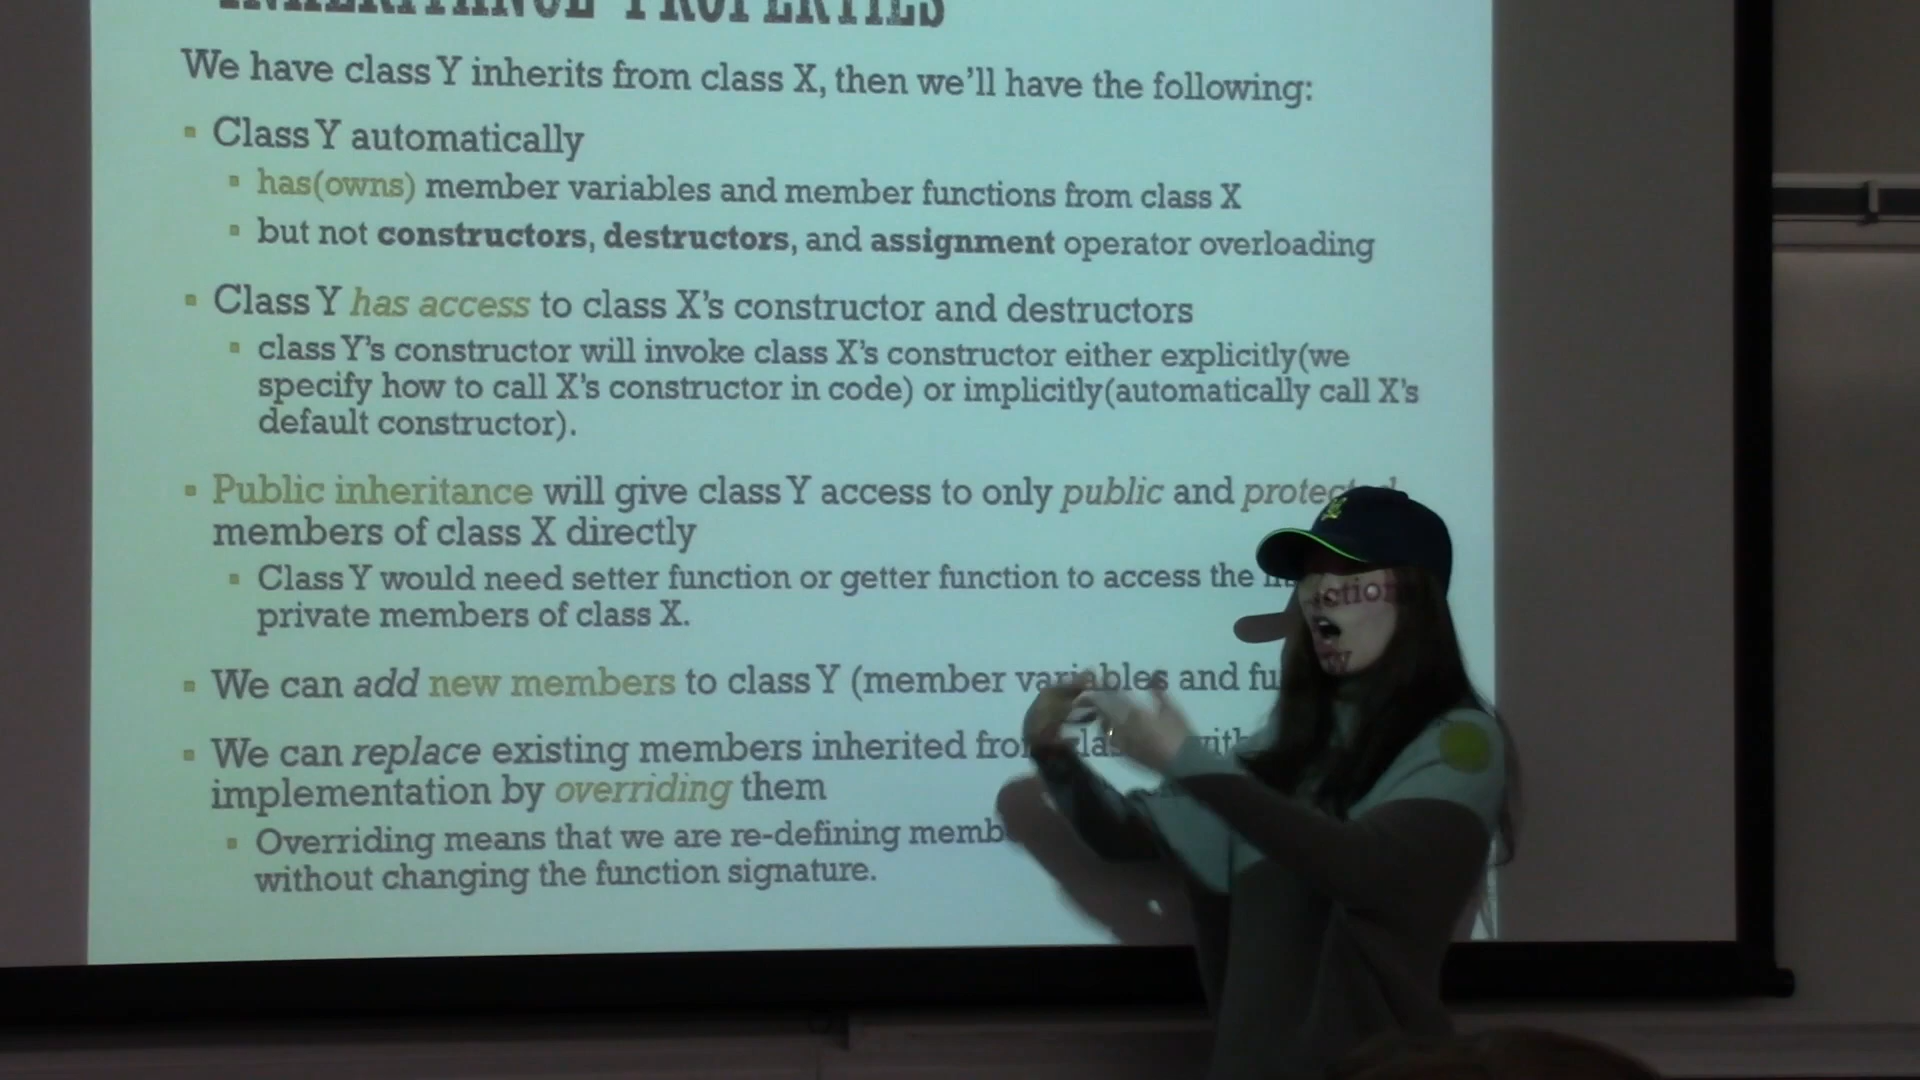 INHERITANCE PROPERTIES
We have class Y inherits from class X, then we'll have the following:
Class Y automatically
has(owns) member variables and member functions from class X
but not constructors, destructors, and assignment operator overloading
Class Y has access to class X's constructor and destructors
class Y's constructor will invoke class X's constructor either explicitly(we
specify how to call X's constructor in code) or implicitly(automatically call X's
default constructor).
Public inheritance will give class Y access to only public and protected
members of class X directly
Class Y would need setter function or getter function to access the
private members of class X.
We can add new members to class Y (member variables and
We can replace existing members inherited from class with
implementation by overriding them
Overriding means that we are re-defining
without changing the function signature.